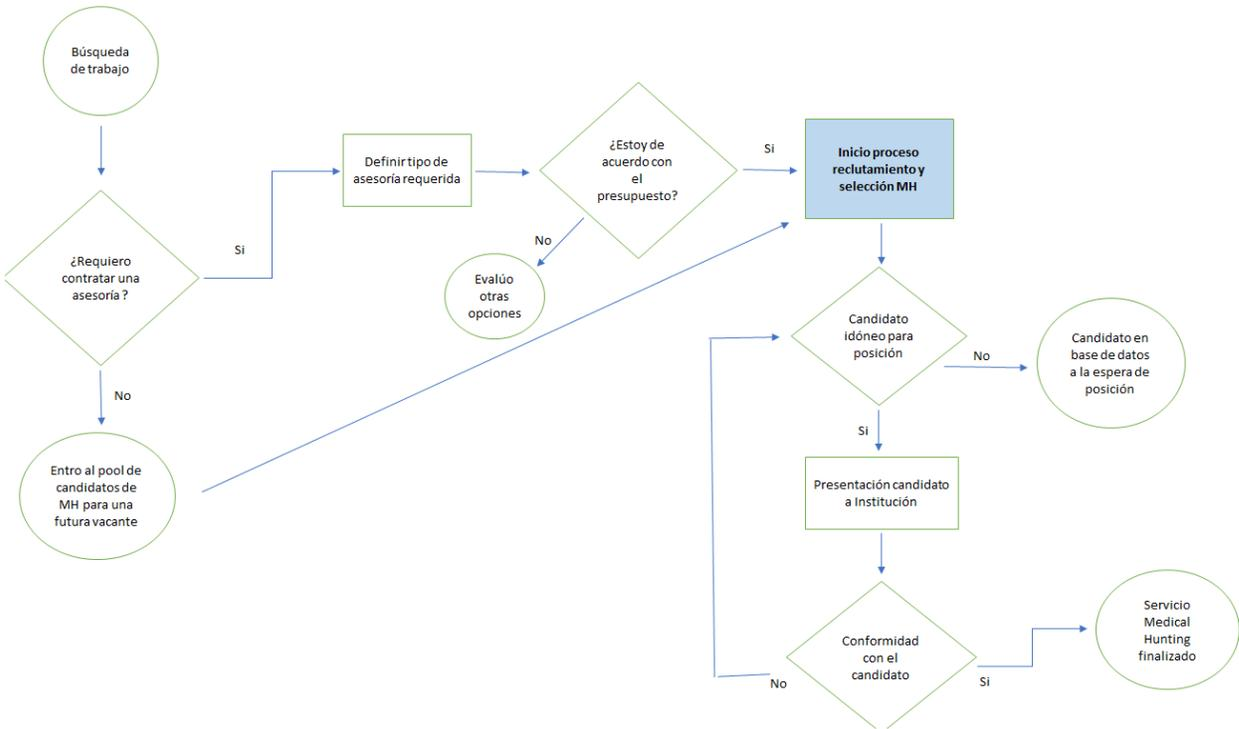 Búsqueda
de trabajo
¿Requiero
contratar una
asesoría ?
Si
No
Entro al pool de
candidatos de
MH para una
futura vacante
Definir tipo de
asesoría requerida
¿Estoy de
acuerdo con
el
presupuesto?
Si
No
Evalúo
otras
opciones
Inicio proceso
reclutamiento y
selección MH
Candidato
idóneo para
posición
No
Candidato en
base de datos
a la espera de
posición
Si
Presentación candidato
a Institución
Conformidad
con el
candidato
No
Si
Servicio
Medical
Hunting
finalizado